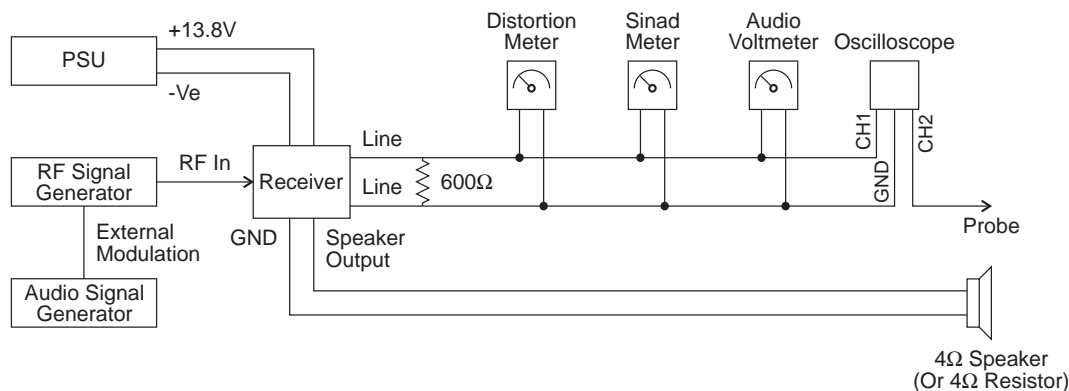 Distortion
Meter
Sinad
Meter
Audio
Voltmeter
Oscilloscope
+13.8V
PSU
-Ve
CH1
GND
CH2
Line
RF In
RF Signal
Generator
Receiver
600Ω
Line
GND
Speaker
Output
Probe
External
Modulation
Audio Signal
Generator
4Ω Speaker
(Or 4Ω Resistor)